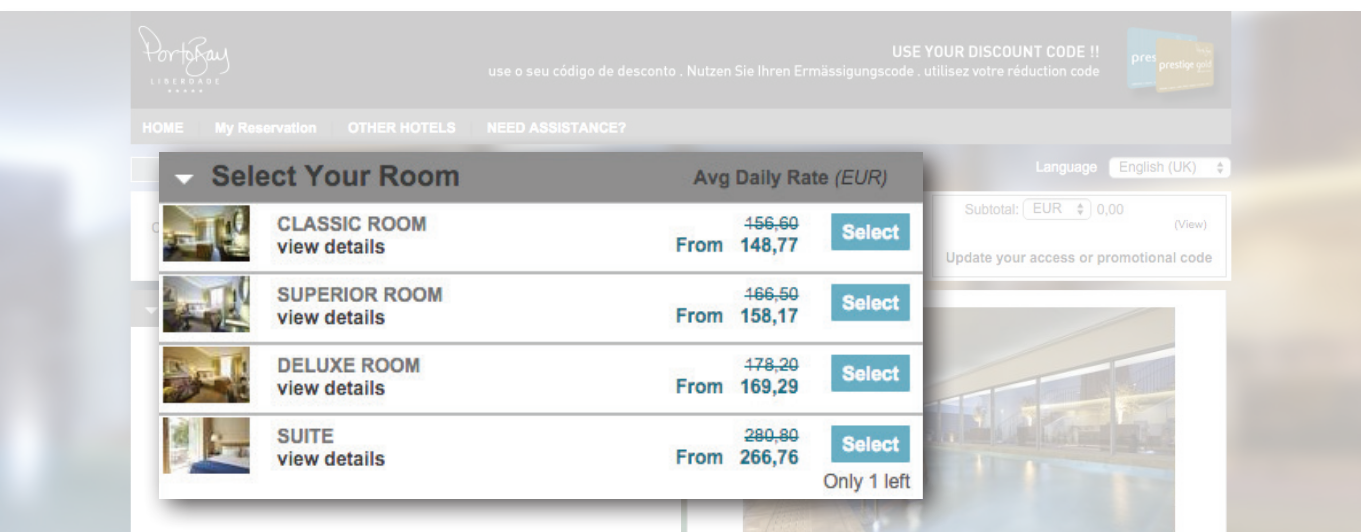 PortoBay
LIBERDADE
USE YOUR DISCOUNT CODE !!
use o seu código de desconto . Nutzen Sie Ihren Ermässigungscode . utilisez votre réduction code
prestige gold
HOME My Reservation OTHER HOTELS NEED ASSISTANCE?
Language English (UK)
Select Your Room Avg Daily Rate (EUR)
CLASSIC ROOM 156,60
view details From 148,77 Select
SUPERIOR ROOM 166,50
view details From 158,17 Select
DELUXE ROOM 178,20
view details From 169,29 Select
SUITE 280,80
view details From 266,76 Select
Only 1 left
Subtotal: EUR 0,00
(View)
Update your access or promotional code